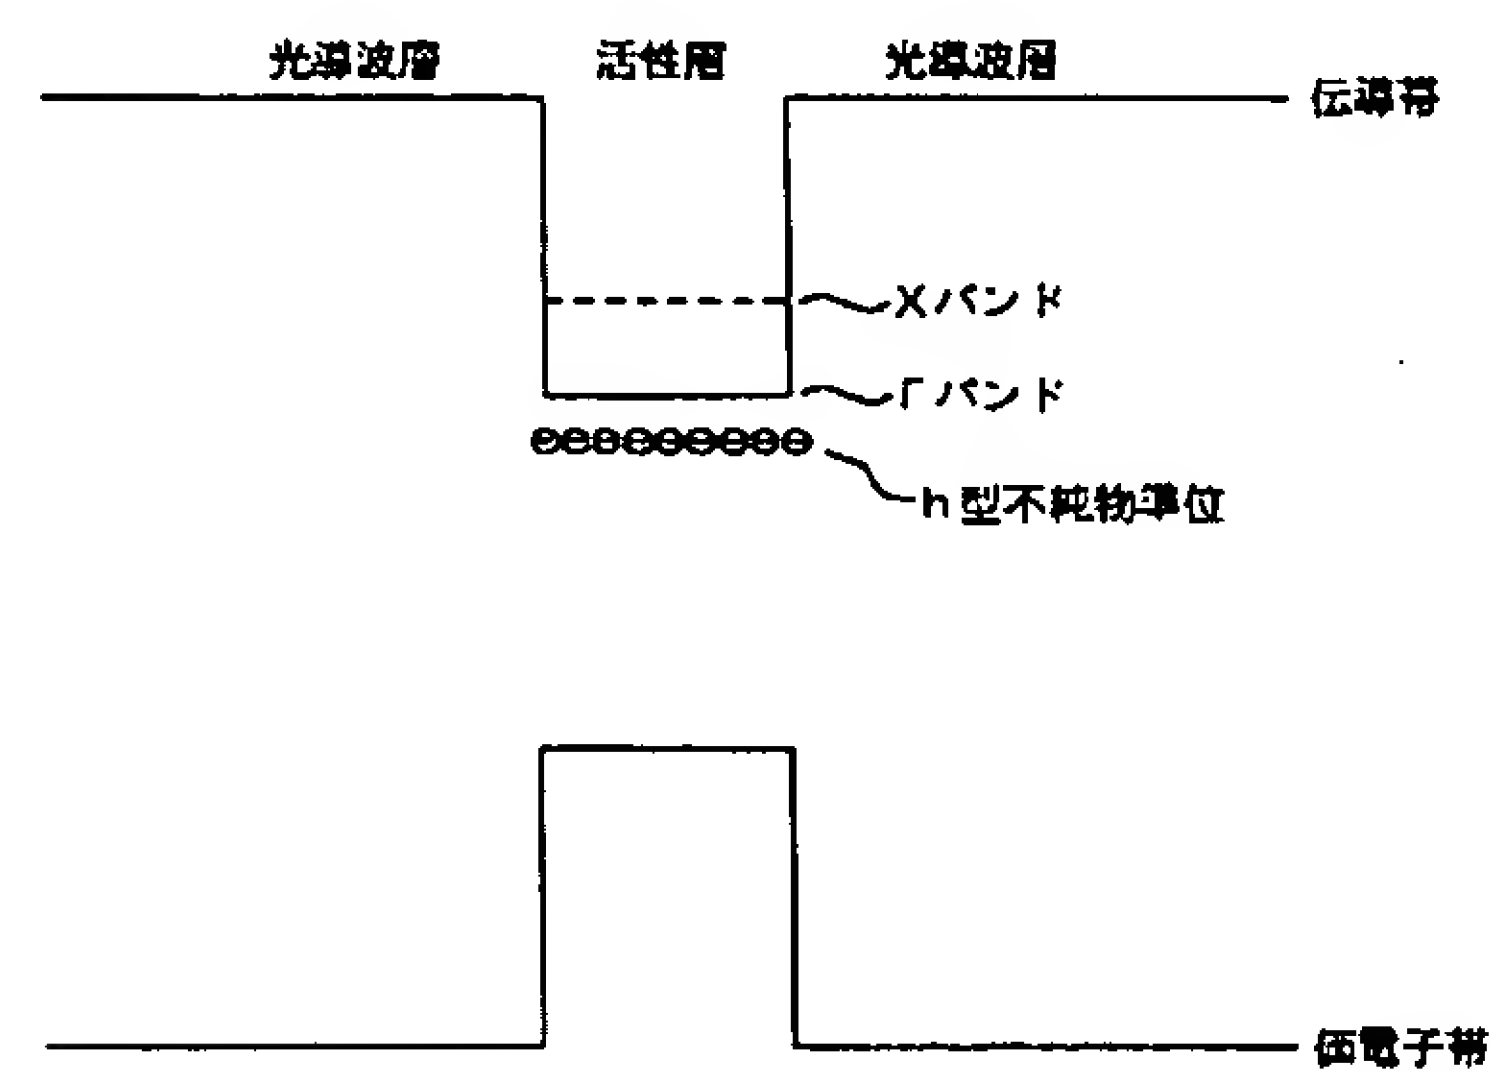 光導波層
活性層
光導波層
伝導帯
Xバンド
Γバンド
n型不純物準位
価電子帯